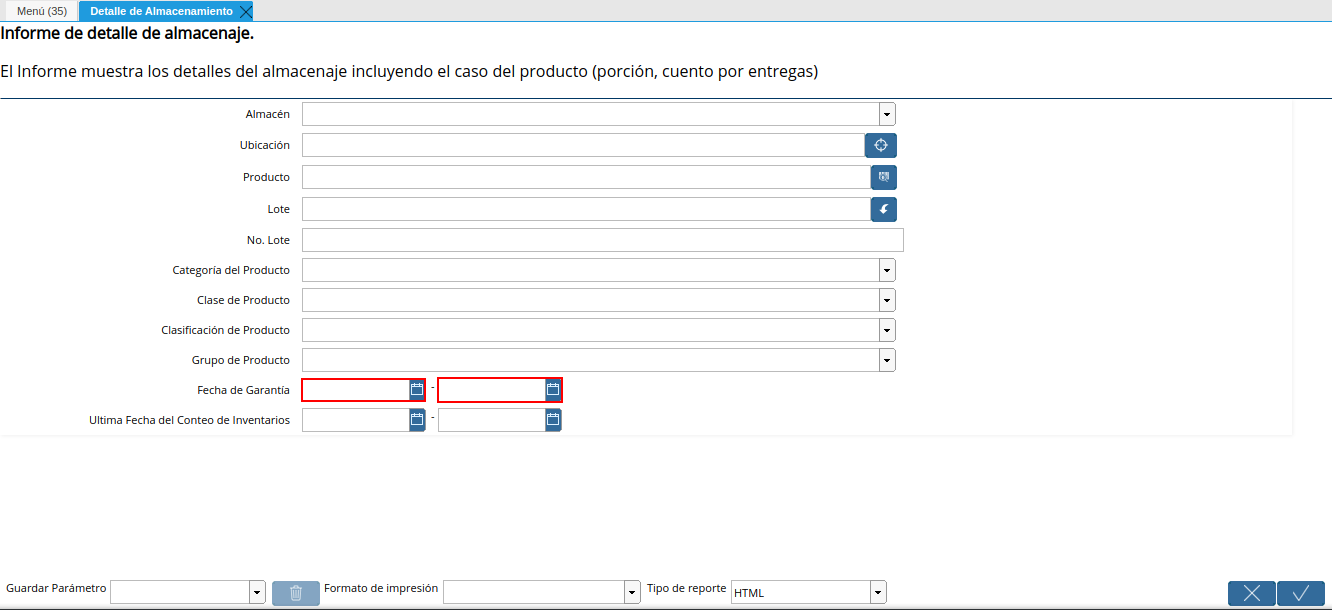 Menú (35) Detalle de Almacenamiento
Informe de detalle de almacenaje.
El Informe muestra los detalles del almacenaje incluyendo el caso del producto (porción, cuento por entregas)
Almacén
Ubicación
Producto
Lote
No. Lote
Categoría del Producto
Clase de Producto
Clasificación de Producto
Grupo de Producto
Fecha de Garantía -
Ultima Fecha del Conteo de Inventarios -
Guardar Parámetro Formato de impresión Tipo de reporte HTML